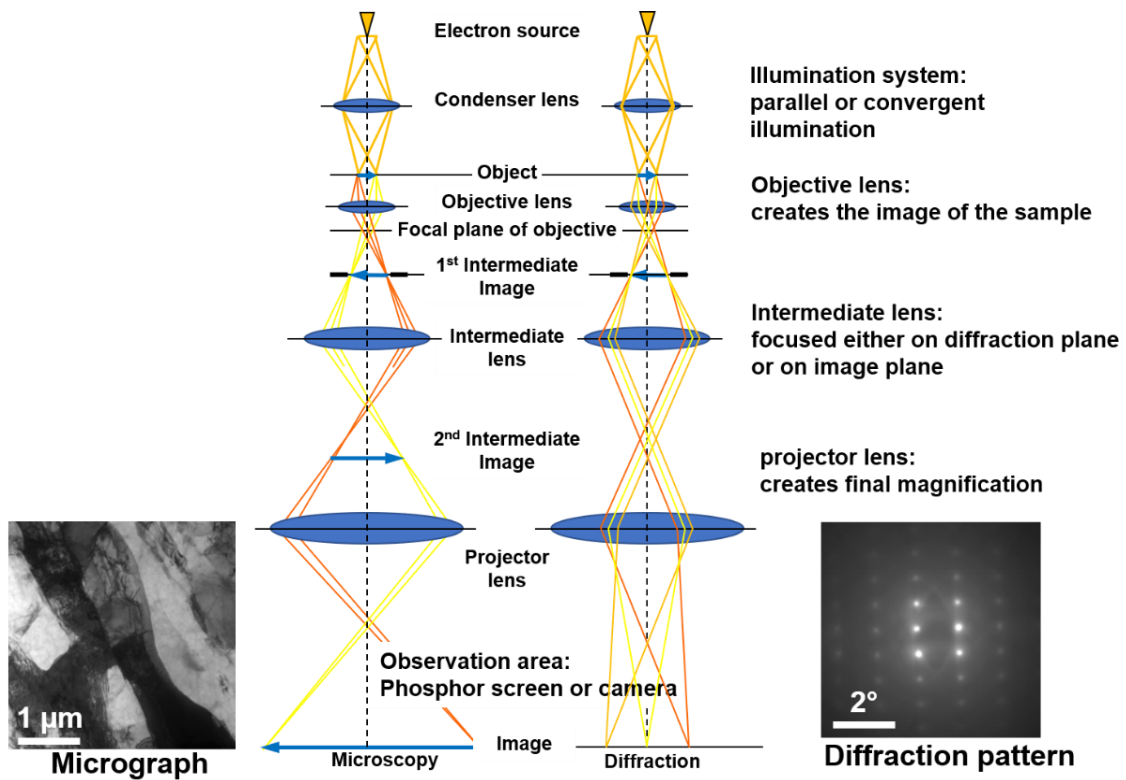 Electron source
Condenser lens
Illumination system:
parallel or convergent
illumination
Object
Objective lens
Objective lens:
creates the image of the sample
Focal plane of objective
1st Intermediate
Image
Intermediate
lens
Intermediate lens:
focused either on diffraction plane
or on image plane
2nd Intermediate
Image
projector lens:
creates final magnification
Projector
lens
Observation area:
Phosphor screen or camera
1 µm
2°
Image
Micrograph
Microscopy
Diffraction
Diffraction pattern